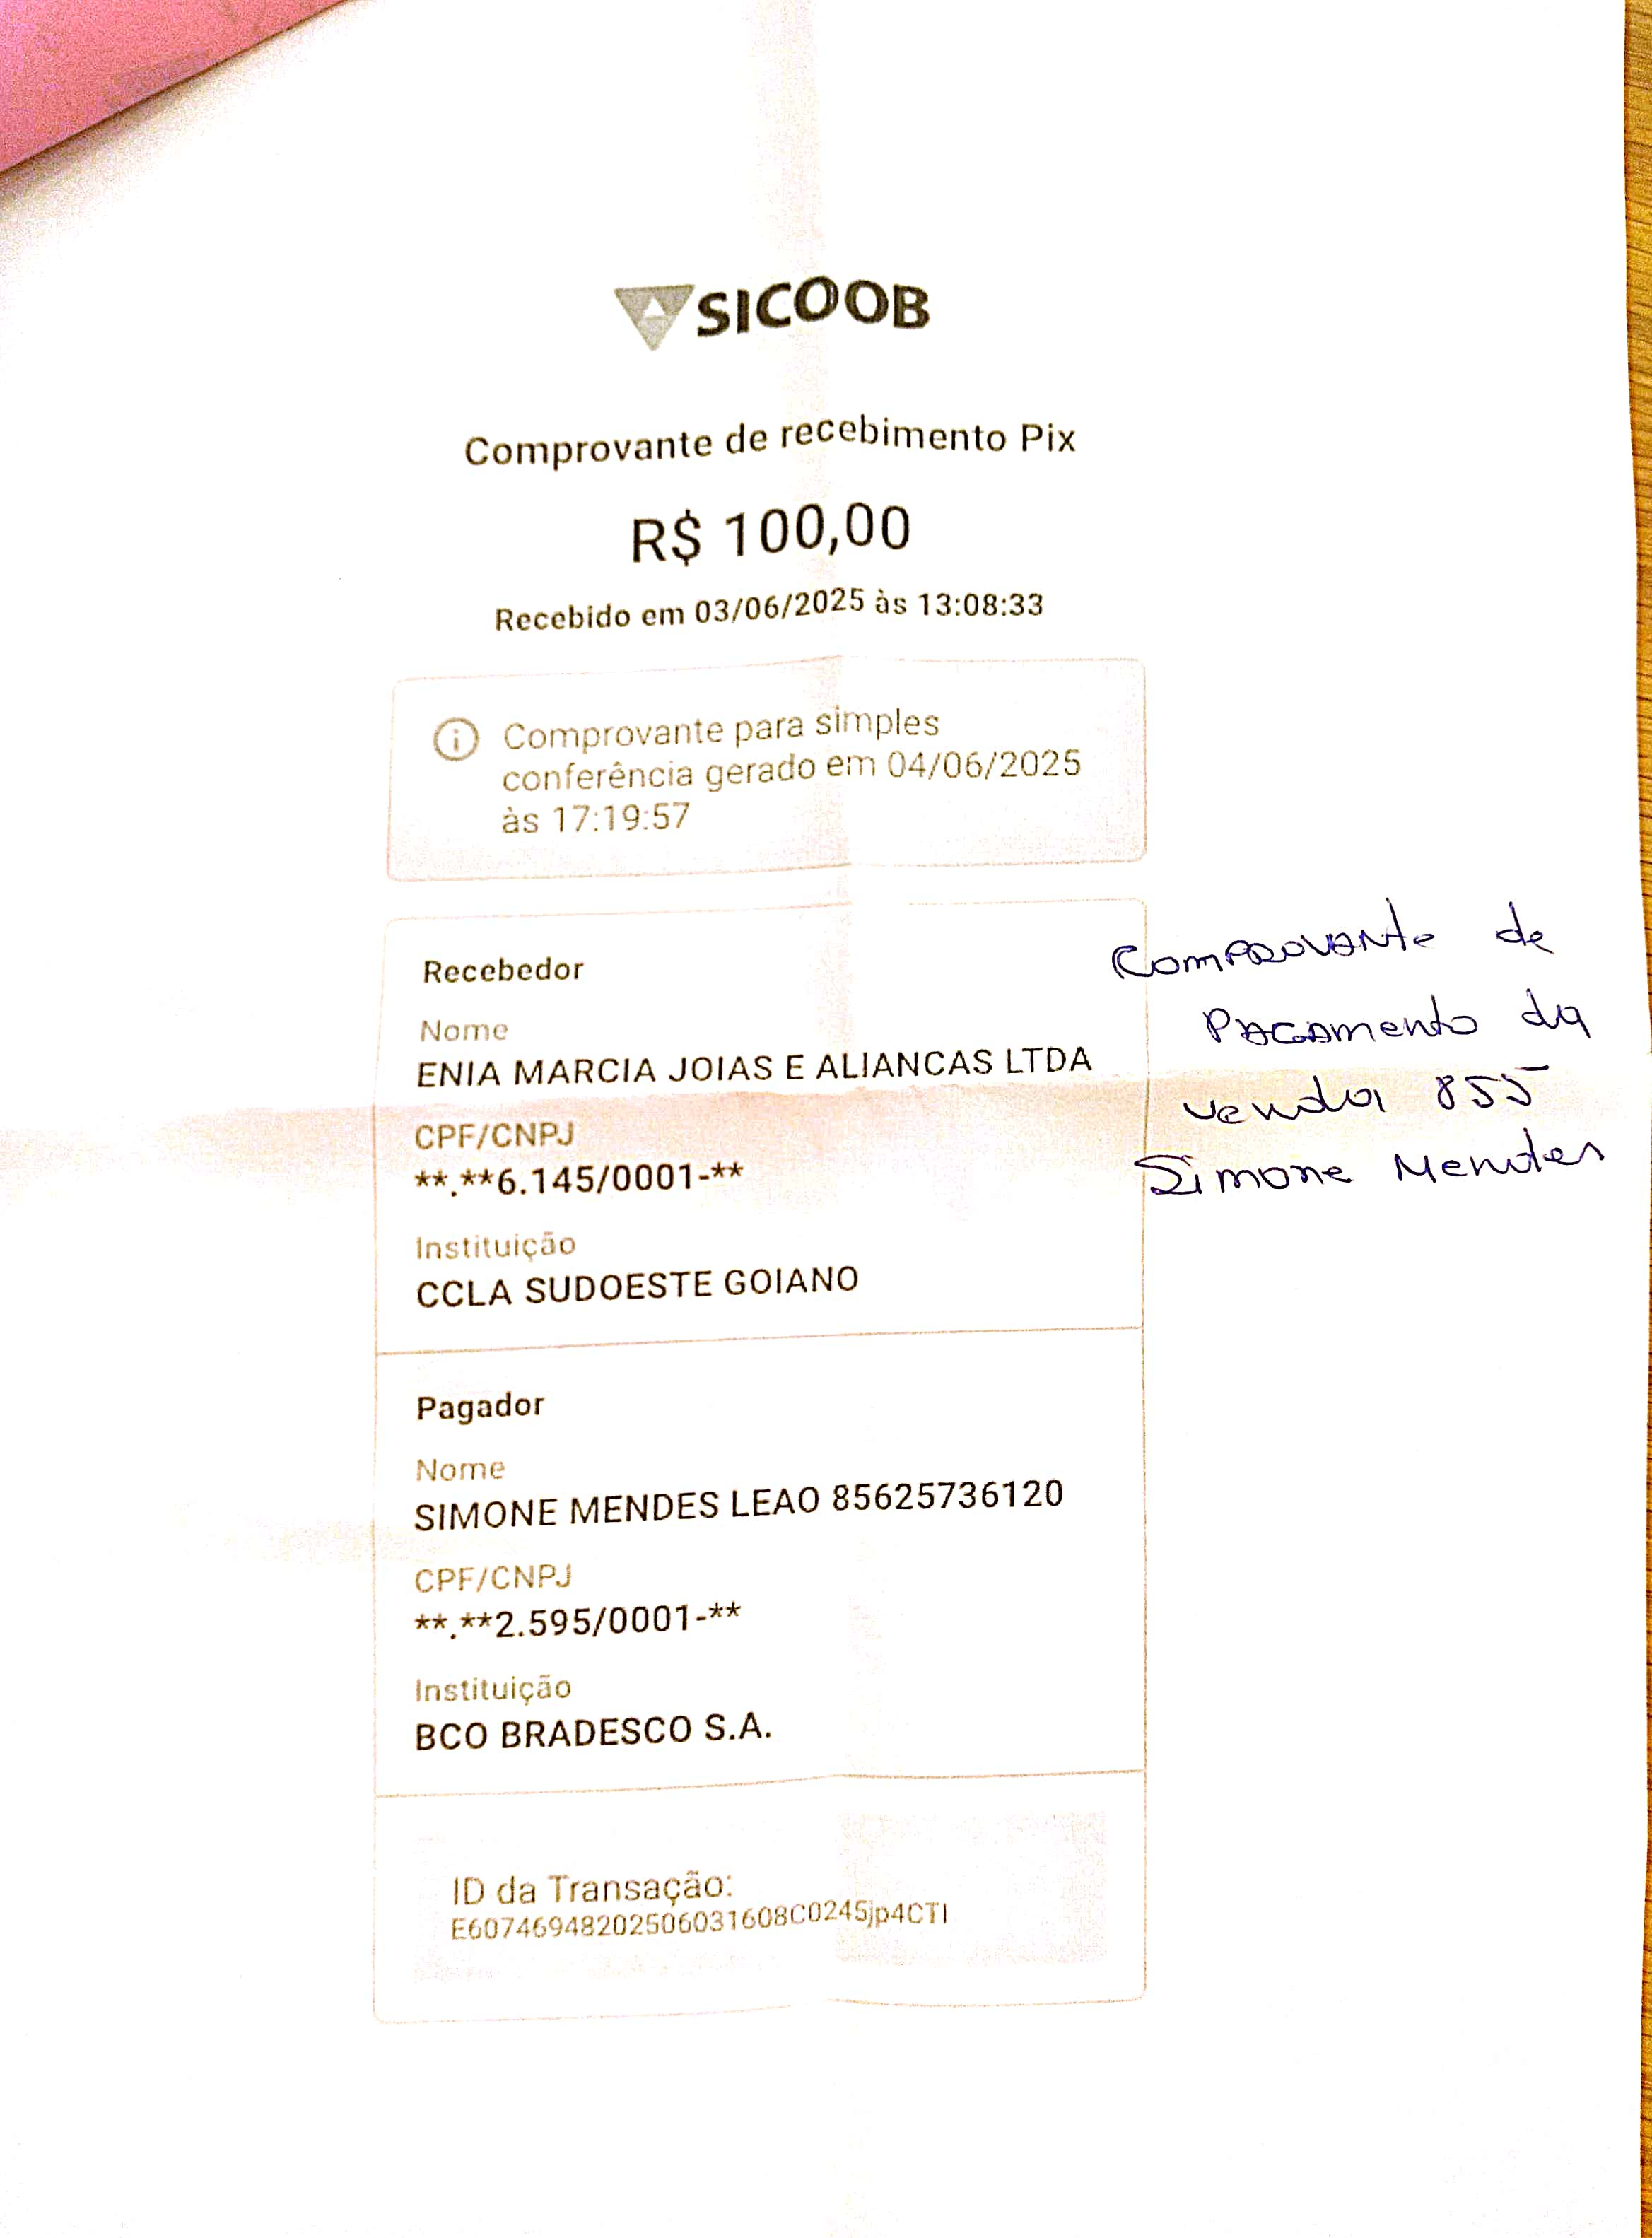 SICOOB
Comprovante de recebimento Pix
R$ 100,00
Recebido em 03/06/2025 às 13:08:33
Comprovante para simples
conferência gerado em 04/06/2025
às 17:19:57
Recebedor
Nome
ENIA MARCIA JOIAS E ALIANCAS LTDA
CPF/CNPJ
**.**6.145/0001-**
Instituição
CCLA SUDOESTE GOIANO
Comprovante de
Pagamento da
venda 855
Simone Mendes
Pagador
Nome
SIMONE MENDES LEAO 85625736120
CPF/CNPJ
**.**2.595/0001-**
Instituição
BCO BRADESCO S.A.
ID da Transação:
E60746948202506031608C0245jp4CTI